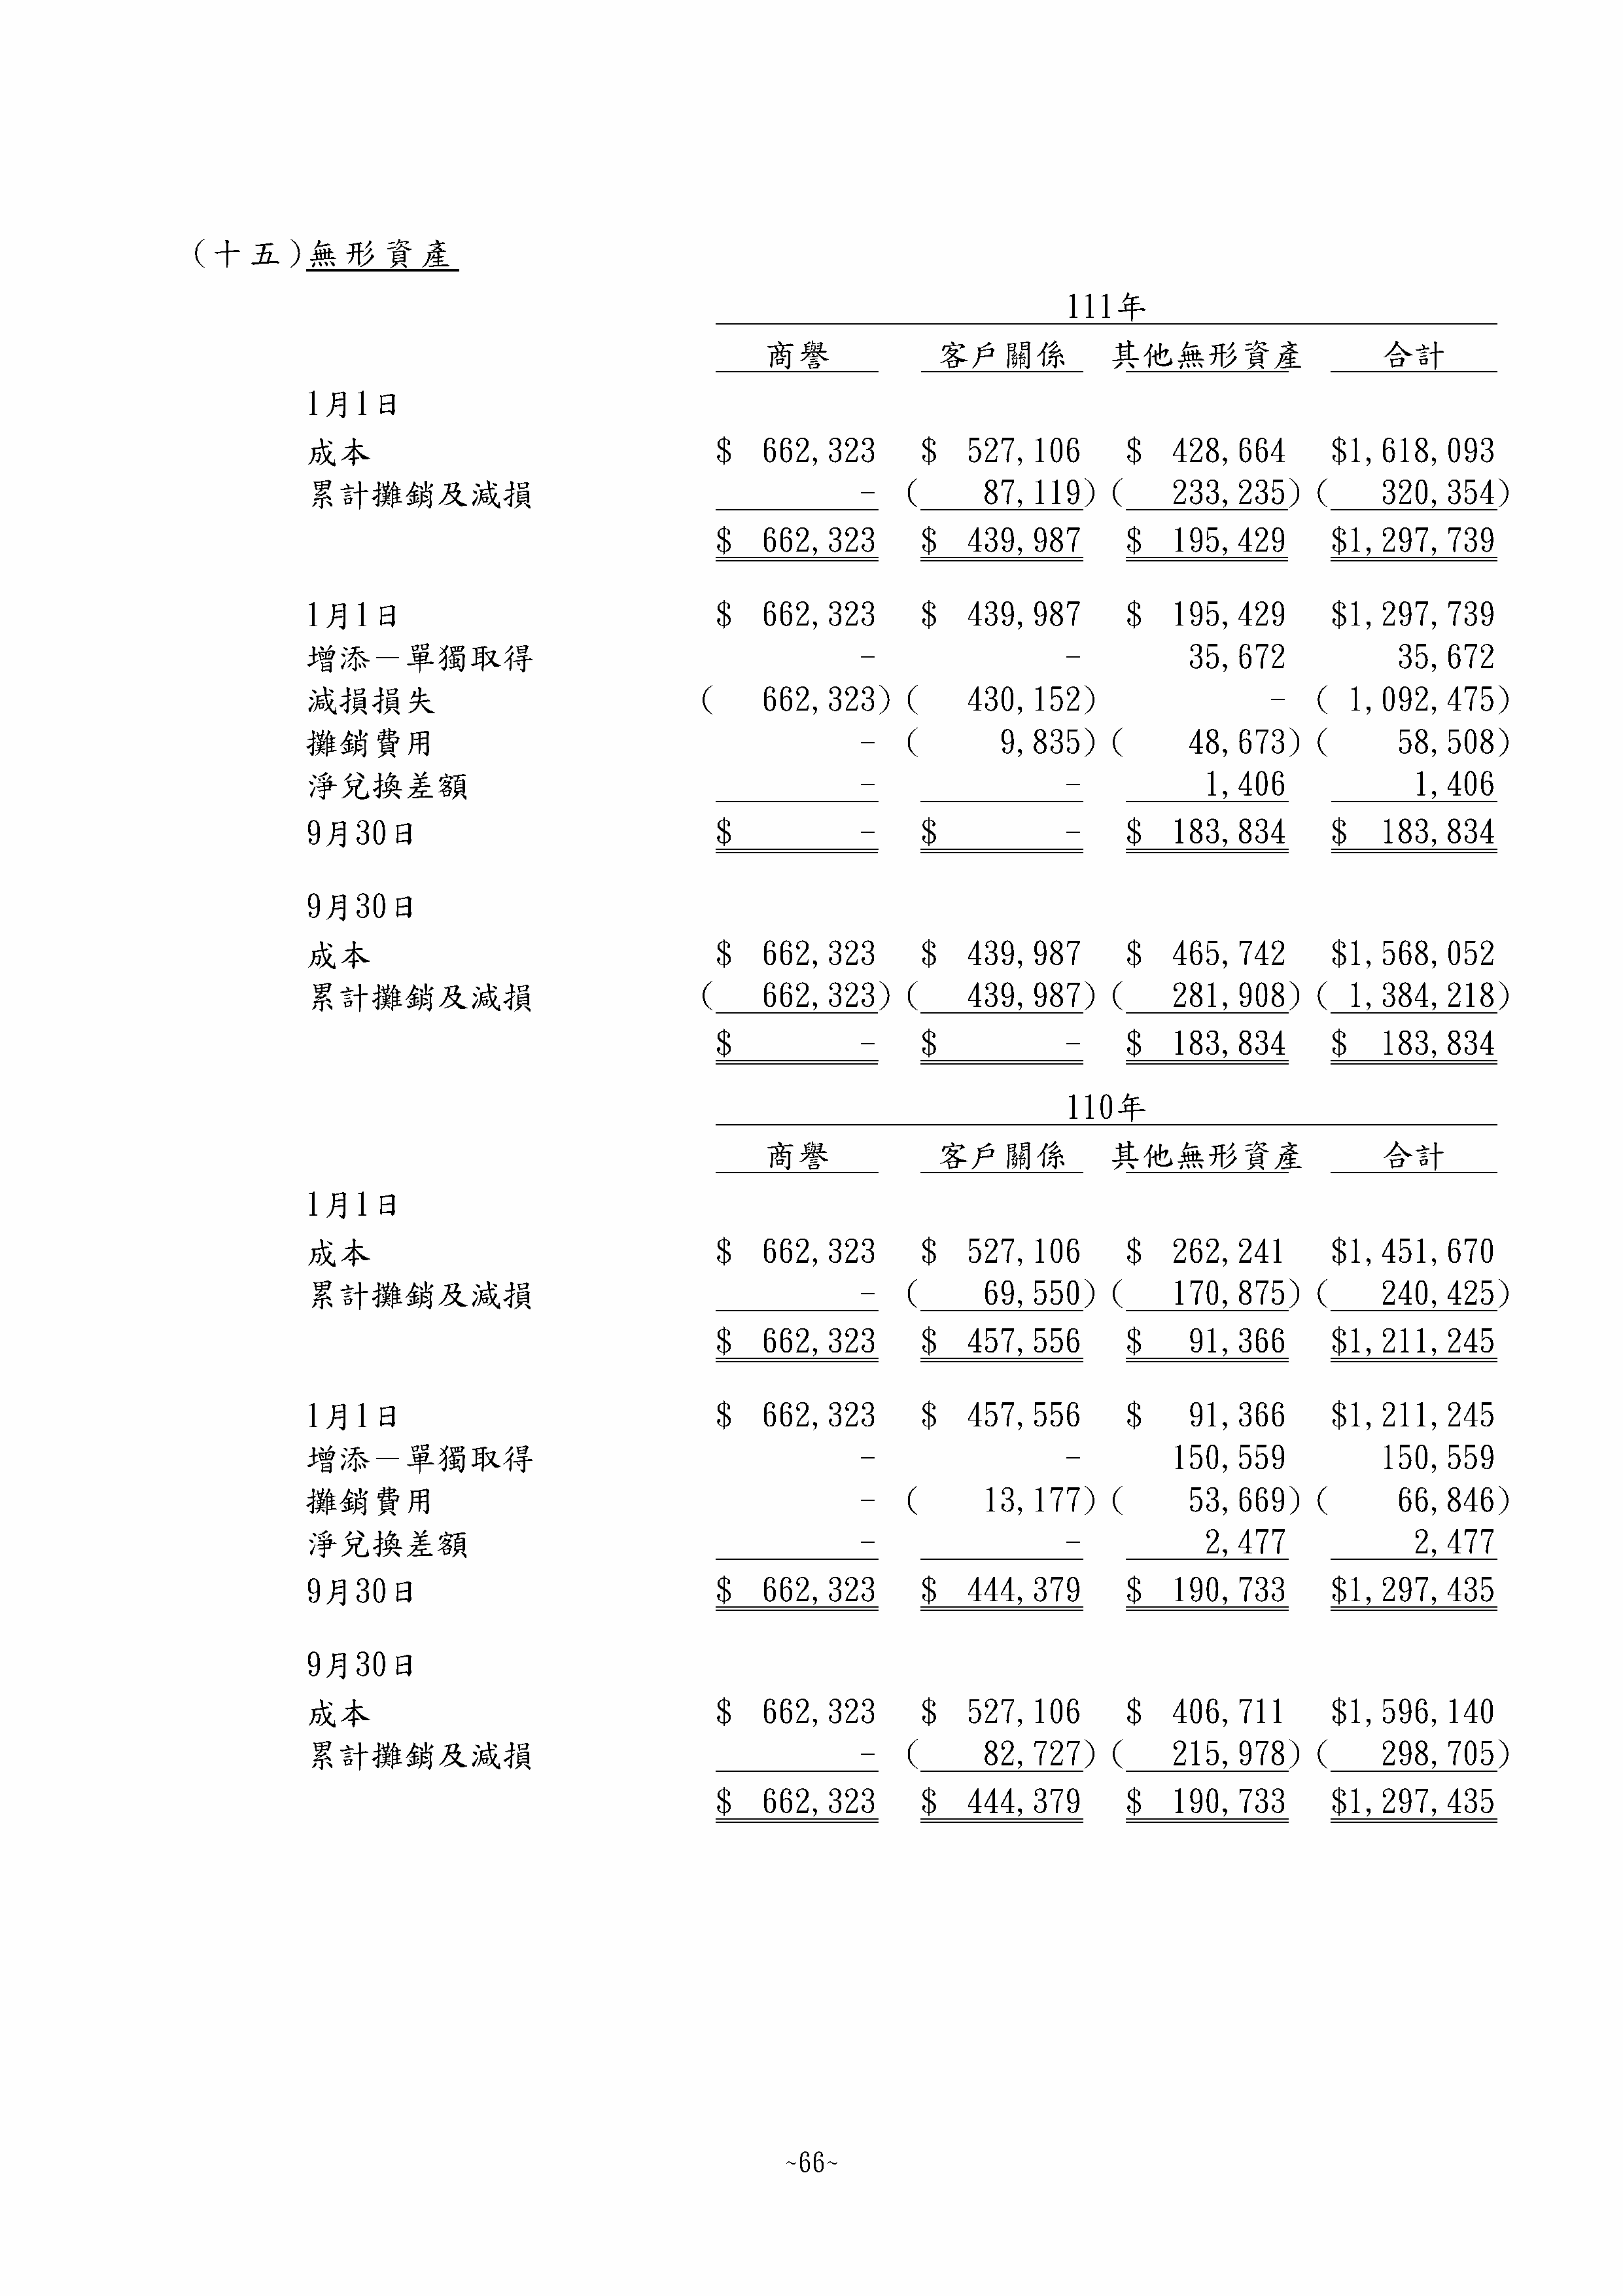 (十五)無形資產
111年
商譽 客戶關係 其他無形資產 合計
1月1日
成本 $ 662,323 $ 527,106 $ 428,664 $1,618,093
累計攤銷及減損 - ( 87,119) ( 233,235) ( 320,354)
$ 662,323 $ 439,987 $ 195,429 $1,297,739
1月1日 $ 662,323 $ 439,987 $ 195,429 $1,297,739
增添－單獨取得 - - 35,672 35,672
減損損失 ( 662,323) ( 430,152) - ( 1,092,475)
攤銷費用 - ( 9,835) ( 48,673) ( 58,508)
淨兌換差額 - - 1,406 1,406
9月30日 $ - $ - $ 183,834 $ 183,834
9月30日
成本 $ 662,323 $ 439,987 $ 465,742 $1,568,052
累計攤銷及減損 ( 662,323) ( 439,987) ( 281,908) ( 1,384,218)
$ - $ - $ 183,834 $ 183,834
110年
商譽 客戶關係 其他無形資產 合計
1月1日
成本 $ 662,323 $ 527,106 $ 262,241 $1,451,670
累計攤銷及減損 - ( 69,550) ( 170,875) ( 240,425)
$ 662,323 $ 457,556 $ 91,366 $1,211,245
1月1日 $ 662,323 $ 457,556 $ 91,366 $1,211,245
增添－單獨取得 - - 150,559 150,559
攤銷費用 - ( 13,177) ( 53,669) ( 66,846)
淨兌換差額 - - 2,477 2,477
9月30日 $ 662,323 $ 444,379 $ 190,733 $1,297,435
9月30日
成本 $ 662,323 $ 527,106 $ 406,711 $1,596,140
累計攤銷及減損 - ( 82,727) ( 215,978) ( 298,705)
$ 662,323 $ 444,379 $ 190,733 $1,297,435
~66~